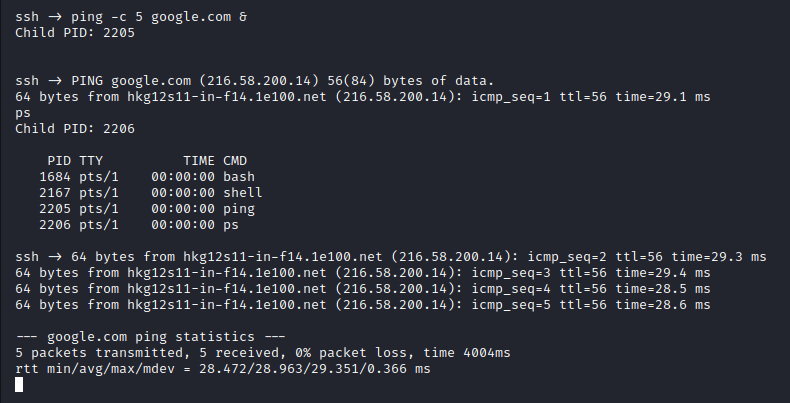 ssh -> ping -c 5 google.com &
Child PID: 2205
ssh -> PING google.com (216.58.200.14) 56(84) bytes of data.
64 bytes from hkg12s11-in-f14.1e100.net (216.58.200.14): icmp_seq=1 ttl=56 time=29.1 ms
ps
Child PID: 2206
PID TTY          TIME CMD
1684 pts/1    00:00:00 bash
2167 pts/1    00:00:00 shell
2205 pts/1    00:00:00 ping
2206 pts/1    00:00:00 ps
ssh -> 64 bytes from hkg12s11-in-f14.1e100.net (216.58.200.14): icmp_seq=2 ttl=56 time=29.3 ms
64 bytes from hkg12s11-in-f14.1e100.net (216.58.200.14): icmp_seq=3 ttl=56 time=29.4 ms
64 bytes from hkg12s11-in-f14.1e100.net (216.58.200.14): icmp_seq=4 ttl=56 time=28.5 ms
64 bytes from hkg12s11-in-f14.1e100.net (216.58.200.14): icmp_seq=5 ttl=56 time=28.6 ms
--- google.com ping statistics ---
5 packets transmitted, 5 received, 0% packet loss, time 4004ms
rtt min/avg/max/mdev = 28.472/28.963/29.351/0.366 ms